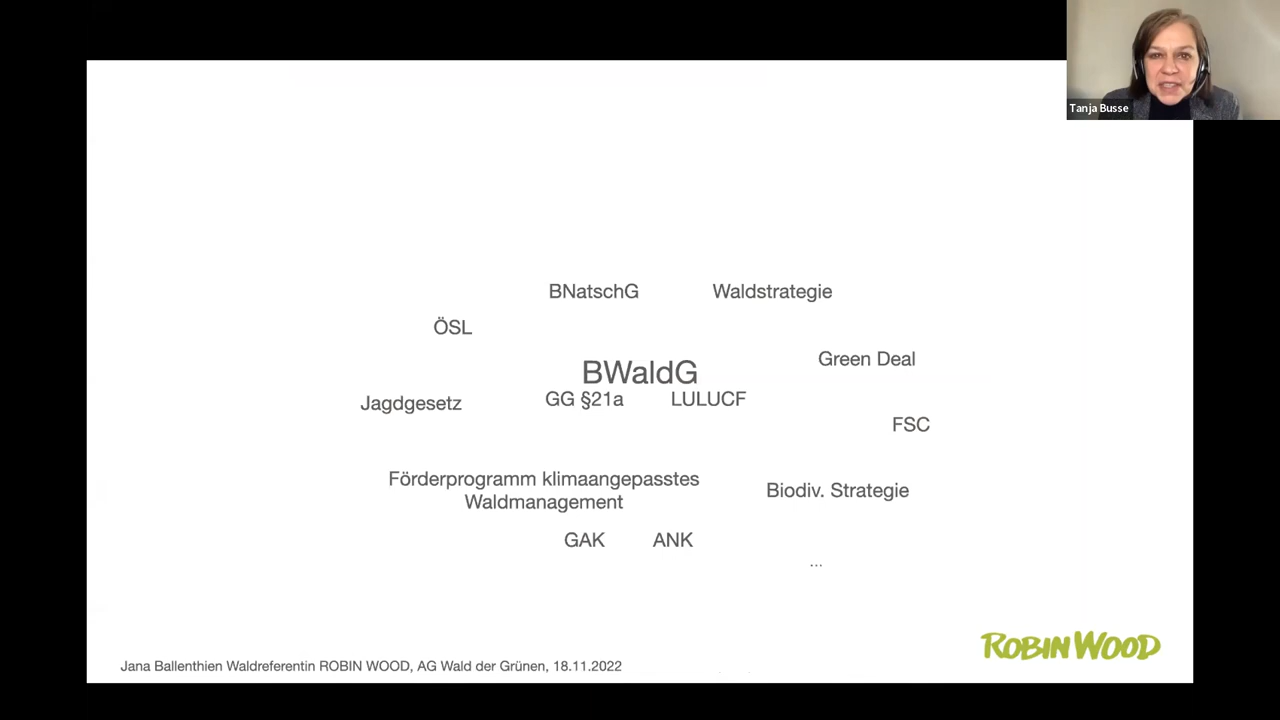 Tanja Busse
BNatschG Waldstrategie
ÖSL
Green Deal
BWaldG
GG §21a LULUCF
Jagdgesetz
FSC
Förderprogramm klimaangepasstes
Waldmanagement
Biodiv. Strategie
GAK ANK
...
ROBIN WOOD
Jana Ballenthien Waldreferentin ROBIN WOOD, AG Wald der Grünen, 18.11.2022